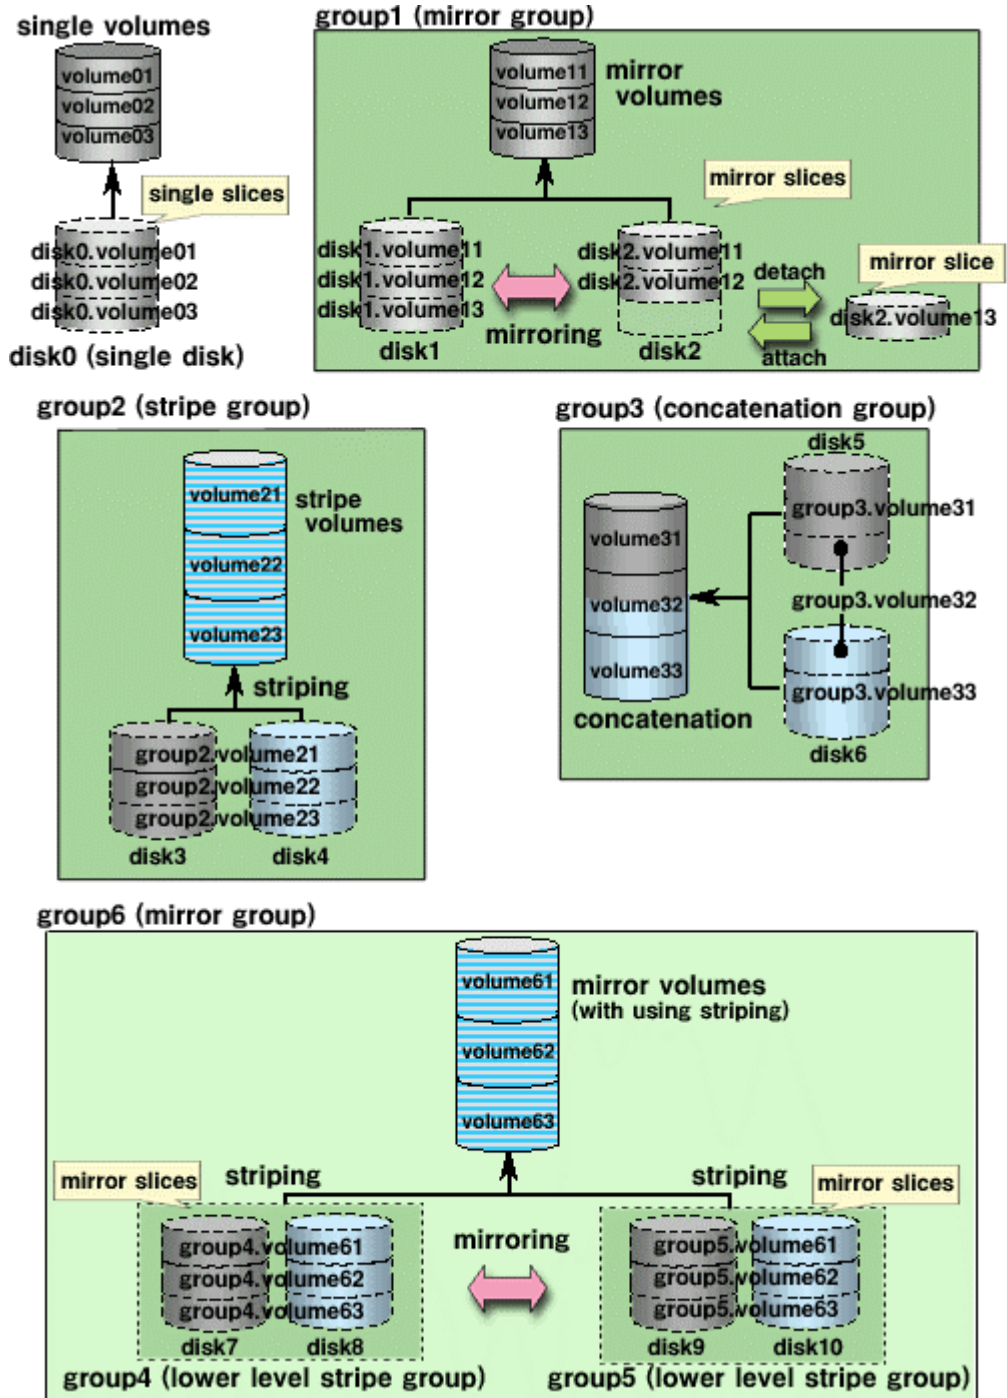 single volumes
volume01
volume02
volume03
single slices
disk0.volume01
disk0.volume02
disk0.volume03
disk0 (single disk)
group1 (mirror group)
volume11
volume12
volume13
mirror
volumes
mirror slices
disk1.volume11
disk1.volume12
disk1.volume13
disk1
mirroring
disk2.volume11
disk2.volume12
disk2
detach
attach
mirror slice
disk2.volume13
group2 (stripe group)
volume21
volume22
volume23
stripe
volumes
striping
group2.volume21
group2.volume22
group2.volume23
disk3
disk4
group3 (concatenation group)
disk5
volume31
volume32
volume33
concatenation
group3.volume31
group3.volume32
group3.volume33
disk6
group6 (mirror group)
volume61
volume62
volume63
mirror volumes
(with using striping)
mirror slices
striping
striping
mirror slices
group4.volume61
group4.volume62
group4.volume63
disk7
disk8
group4 (lower level stripe group)
mirroring
group5.volume61
group5.volume62
group5.volume63
disk9
disk10
group5 (lower level stripe group)